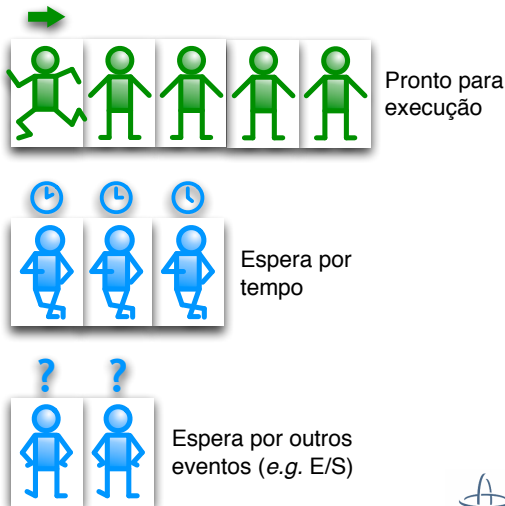 Pronto para
execução
Espera por
tempo
? ?
Espera por outros
eventos (e.g. E/S)